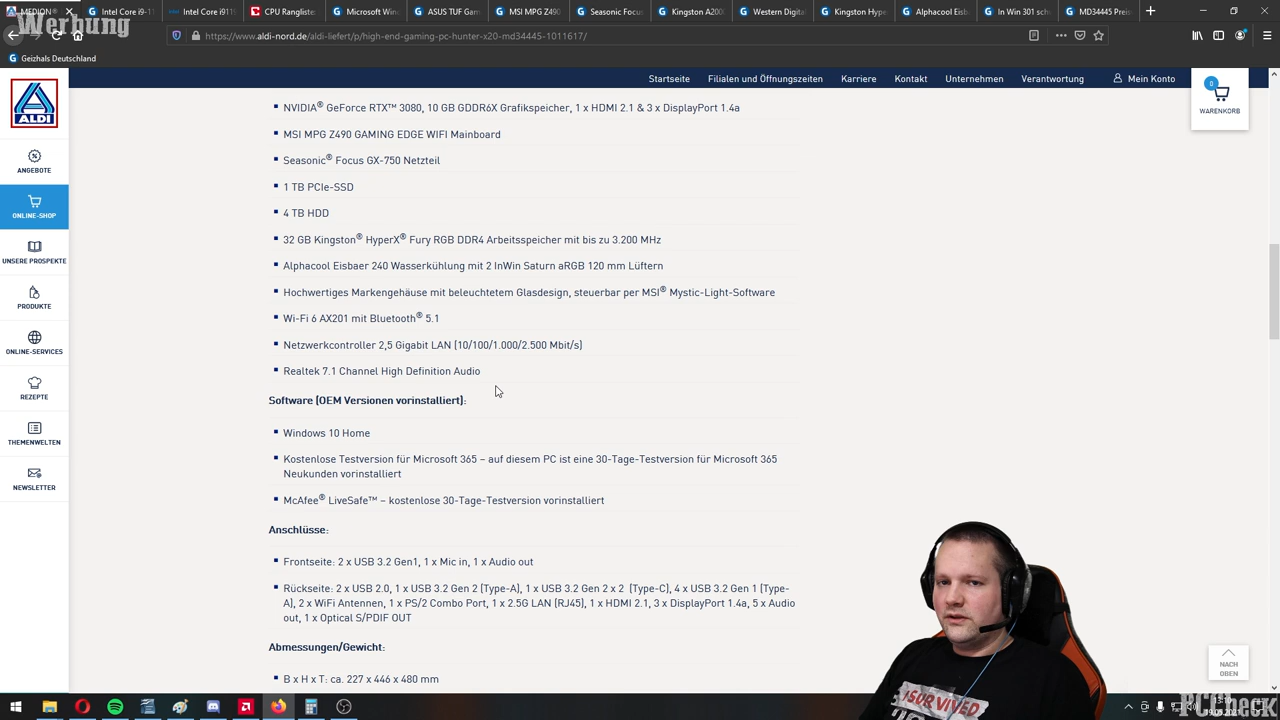 MEDION®
Intel Core i9-11
Intel Core i9119
CPU Rangliste
Microsoft Win
ASUS TUF Gam
MSI MPG Z490
Seasonic Focu
Kingston
Western Digit
Kingston Hype
Alphacool Eisbae
In Win 301 sch
MD34445 Preis
Werbung
https://www.aldi-nord.de/aldi-liefert/p/high-end-gaming-pc-hunter-x20-md34445-1011617/
Geizhals Deutschland
Startseite
Filialen und Öffnungszeiten
Karriere
Kontakt
Unternehmen
Verantwortung
Mein Konto
0
WARENKORB
ALDI
ANGEBOTE
ONLINE-SHOP
UNSERE PROSPEKTE
PRODUKTE
ONLINE-SERVICES
REZEPTE
THEMENWELTEN
NEWSLETTER
NVIDIA® GeForce RTX™ 3080, 10 GB GDDR6X Grafikspeicher, 1 x HDMI 2.1 & 3 x DisplayPort 1.4a
MSI MPG Z490 GAMING EDGE WIFI Mainboard
Seasonic® Focus GX-750 Netzteil
1 TB PCIe-SSD
4 TB HDD
32 GB Kingston® HyperX® Fury RGB DDR4 Arbeitsspeicher mit bis zu 3.200 MHz
Alphacool Eisbaer 240 Wasserkühlung mit 2 InWin Saturn aRGB 120 mm Lüftern
Hochwertiges Markengehäuse mit beleuchtetem Glasdesign, steuerbar per MSI® Mystic-Light-Software
Wi-Fi 6 AX201 mit Bluetooth® 5.1
Netzwerkcontroller 2,5 Gigabit LAN (10/100/1.000/2.500 Mbit/s)
Realtek 7.1 Channel High Definition Audio
Software (OEM Versionen vorinstalliert):
Windows 10 Home
Kostenlose Testversion für Microsoft 365 – auf diesem PC ist eine 30-Tage-Testversion für Microsoft 365
Neukunden vorinstalliert
McAfee® LiveSafe™ – kostenlose 30-Tage-Testversion vorinstalliert
Anschlüsse:
Frontseite: 2 x USB 3.2 Gen1, 1 x Mic in, 1 x Audio out
Rückseite: 2 x USB 2.0, 1 x USB 3.2 Gen 2 (Type-A), 1 x USB 3.2 Gen 2 x 2 (Type-C), 4 x USB 3.2 Gen 1 (Type-
A), 2 x WiFi Antennen, 1 x PS/2 Combo Port, 1 x 2.5G LAN (RJ45), 1 x HDMI 2.1, 3 x DisplayPort 1.4a, 5 x Audio
out, 1 x Optical S/PDIF OUT
Abmessungen/Gewicht:
B x H x T: ca. 227 x 446 x 480 mm
NACH
OBEN
SURVIVED
PCCheck